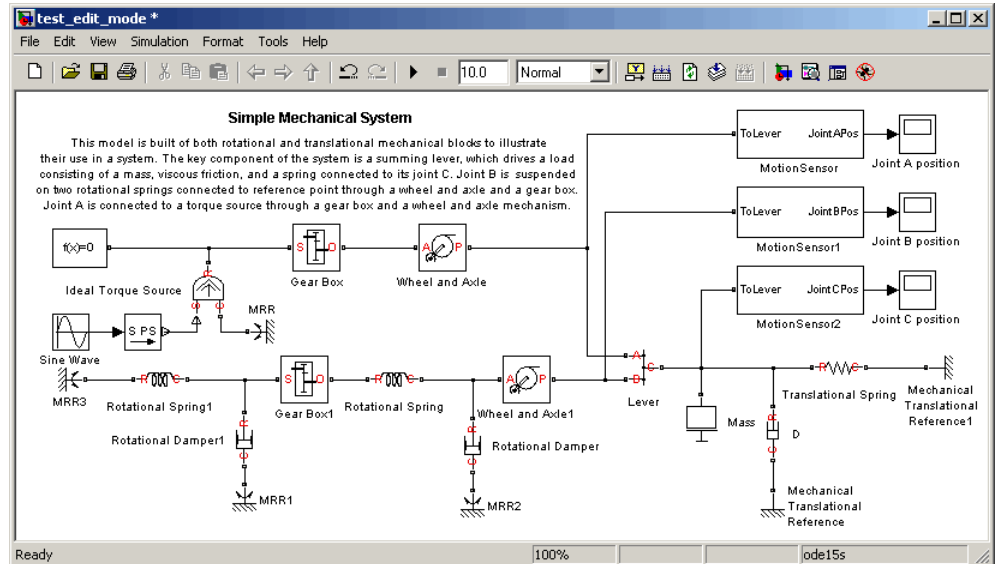 test_edit_mode *
File Edit View Simulation Format Tools Help
10.0 Normal
Simple Mechanical System
This model is built of both rotational and translational mechanical blocks to illustrate
their use in a system. The key component of the system is a summing lever, which drives a load
consisting of a mass, viscous friction, and a spring connected to its joint C. Joint B is suspended
on two rotational springs connected to reference point through a wheel and axle and a gear box.
Joint A is connected to a torque source through a gear box and a wheel and axle mechanism.
ToLever JointAPos
MotionSensor
Joint A position
ToLever JointBPos
MotionSensor1
Joint B position
ToLever JointCPos
MotionSensor2
Joint C position
f(x)=0
S O
Gear Box
A P
Wheel and Axle
Ideal Torque Source
R
S C
MRR
Sine Wave
S PS
MRR3
R C
Rotational Spring1
S O
Gear Box1
R C
Rotational Spring
A P
Wheel and Axle1
A
B
C
Lever
Mass
R C
Translational Spring
Mechanical
Translational
Reference1
R
C
Rotational Damper1
MRR1
R
C
Rotational Damper
MRR2
R
C
D
Mechanical
Translational
Reference
Ready 100% ode15s